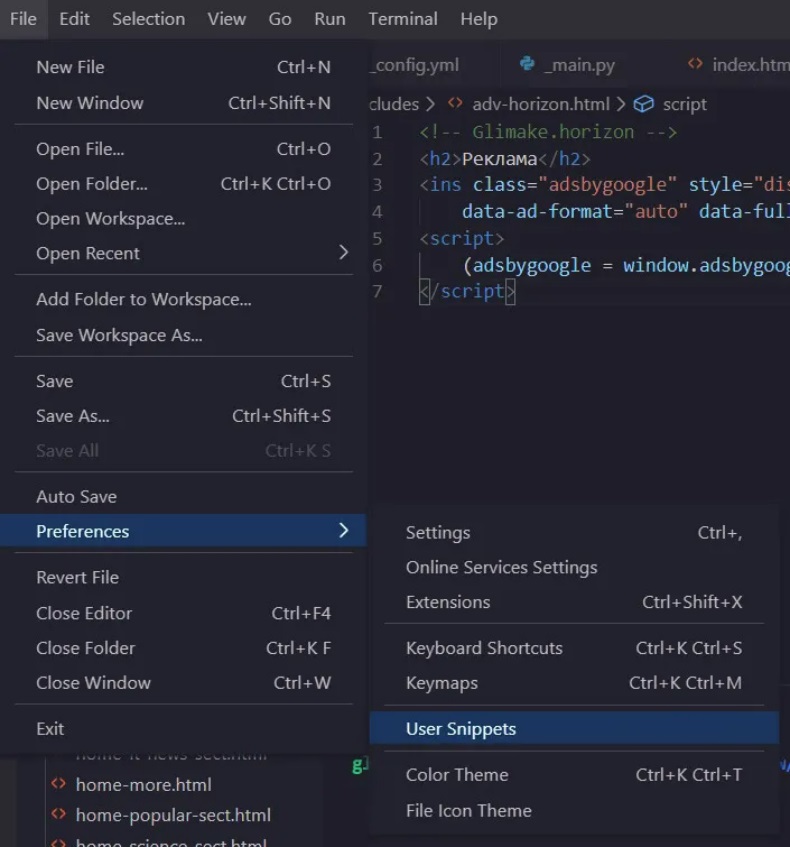 File Edit Selection View Go Run Terminal Help
New File Ctrl+N
New Window Ctrl+Shift+N
Open File... Ctrl+O
Open Folder... Ctrl+K Ctrl+O
Open Workspace...
Open Recent
Add Folder to Workspace...
Save Workspace As...
Save Ctrl+S
Save As... Ctrl+Shift+S
Save All Ctrl+K S
Auto Save
Preferences
Revert File
Close Editor Ctrl+F4
Close Folder Ctrl+K F
Close Window Ctrl+W
Exit
_config.yml _main.py index.htm
cludes > adv-horizon.html > script
1 <!-- Glimake.horizon -->
2 <h2>Реклама</h2>
3 <ins class="adsbygoogle" style="dis
4 data-ad-format="auto" data-full
5 <script>
6 (adsbygoogle = window.adsbygoog
7 </script>
Settings Ctrl+,
Online Services Settings
Extensions Ctrl+Shift+X
Keyboard Shortcuts Ctrl+K Ctrl+S
Keymaps Ctrl+K Ctrl+M
User Snippets
Color Theme Ctrl+K Ctrl+T
File Icon Theme
home-it-news-sect.html
home-more.html
home-popular-sect.html
home-science-sect.html